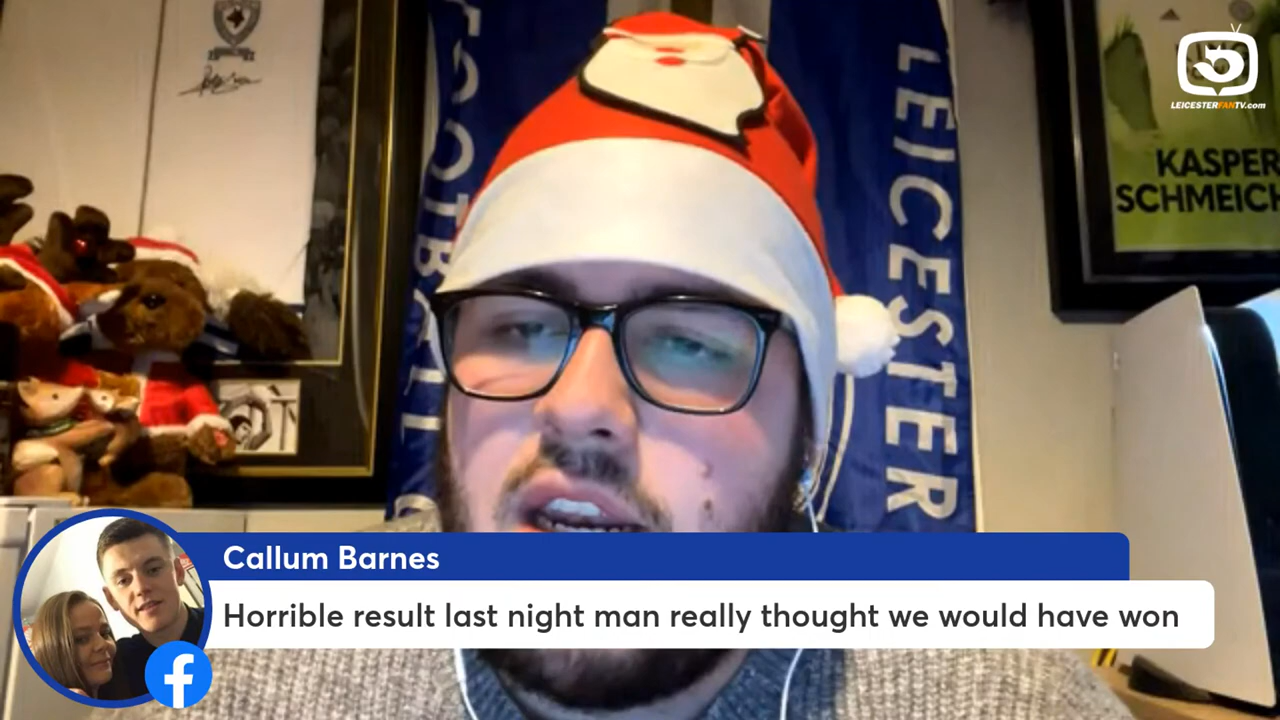 LEICESTERFANTV.com
LEICESTER
KASPER
SCHMEICH
Callum Barnes
Horrible result last night man really thought we would have won